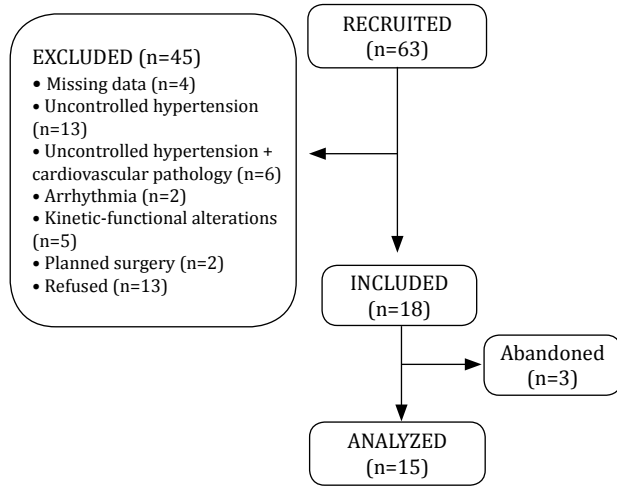 RECRUITED
(n=63)
EXCLUDED (n=45)
• Missing data (n=4)
• Uncontrolled hypertension
(n=13)
• Uncontrolled hypertension +
cardiovascular pathology (n=6)
• Arrhythmia (n=2)
• Kinetic-functional alterations
(n=5)
• Planned surgery (n=2)
• Refused (n=13)
INCLUDED
(n=18)
Abandoned
(n=3)
ANALYZED
(n=15)